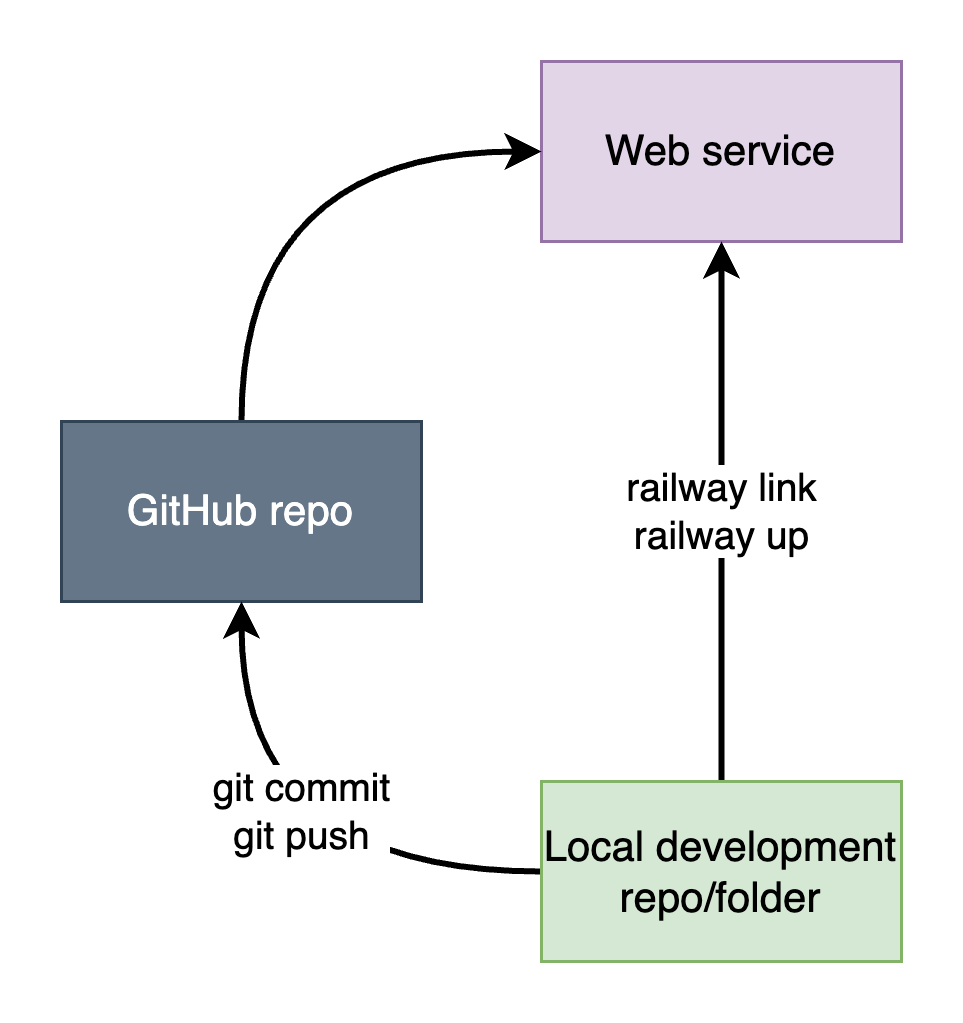 Web service
GitHub repo
railway link
railway up
git commit
git push
Local development
repo/folder